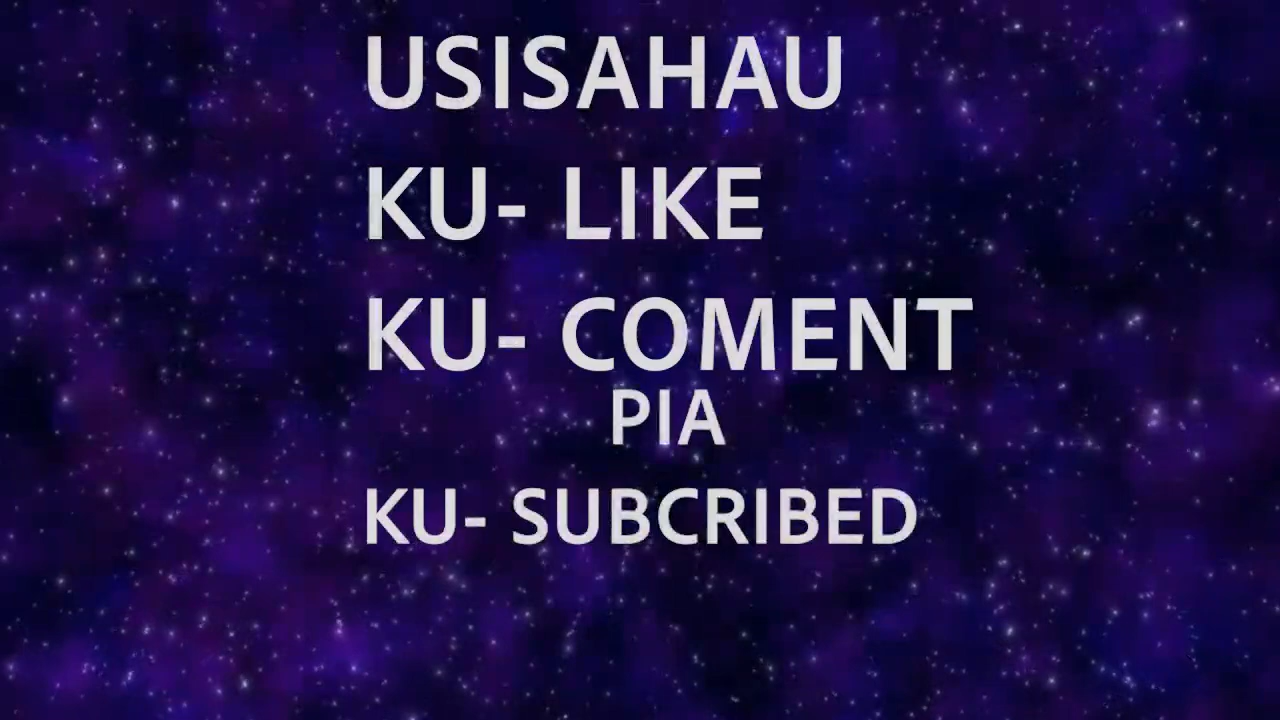 USISAHAU
KU- LIKE
KU- COMENT
PIA
KU- SUBCRIBED